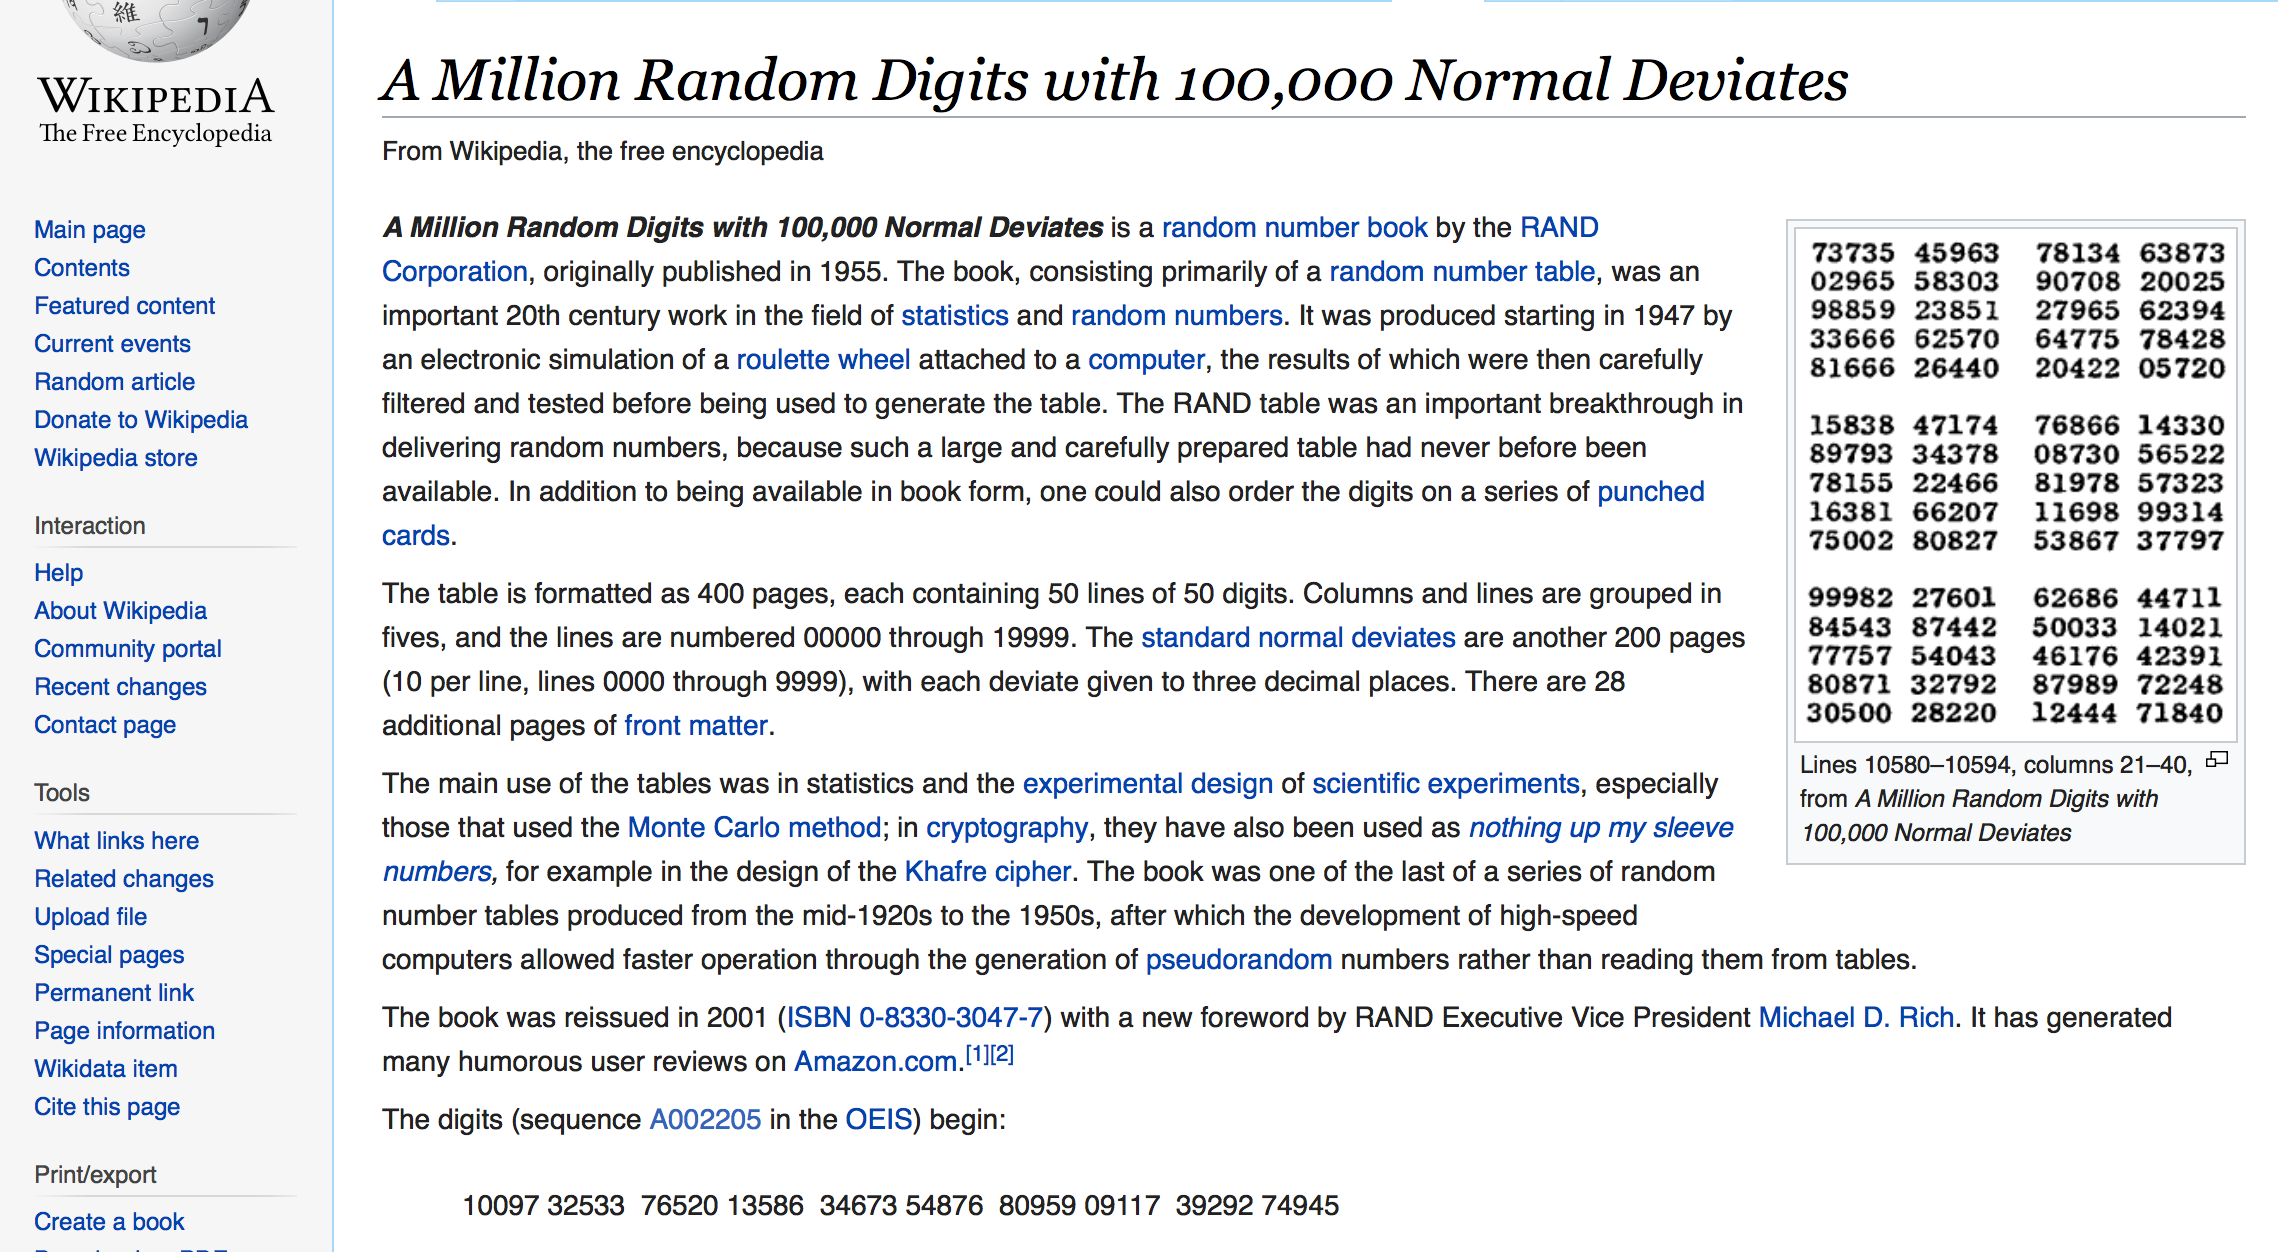 維
7
WIKIPEDIA
The Free Encyclopedia
Main page
Contents
Featured content
Current events
Random article
Donate to Wikipedia
Wikipedia store
Interaction
Help
About Wikipedia
Community portal
Recent changes
Contact page
Tools
What links here
Related changes
Upload file
Special pages
Permanent link
Page information
Wikidata item
Cite this page
Print/export
Create a book
A Million Random Digits with 100,000 Normal Deviates
From Wikipedia, the free encyclopedia
A Million Random Digits with 100,000 Normal Deviates is a random number book by the RAND
Corporation, originally published in 1955. The book, consisting primarily of a random number table, was an
important 20th century work in the field of statistics and random numbers. It was produced starting in 1947 by
an electronic simulation of a roulette wheel attached to a computer, the results of which were then carefully
filtered and tested before being used to generate the table. The RAND table was an important breakthrough in
delivering random numbers, because such a large and carefully prepared table had never before been
available. In addition to being available in book form, one could also order the digits on a series of punched
cards.
The table is formatted as 400 pages, each containing 50 lines of 50 digits. Columns and lines are grouped in
fives, and the lines are numbered 00000 through 19999. The standard normal deviates are another 200 pages
(10 per line, lines 0000 through 9999), with each deviate given to three decimal places. There are 28
additional pages of front matter.
The main use of the tables was in statistics and the experimental design of scientific experiments, especially
those that used the Monte Carlo method; in cryptography, they have also been used as nothing up my sleeve
numbers, for example in the design of the Khafre cipher. The book was one of the last of a series of random
number tables produced from the mid-1920s to the 1950s, after which the development of high-speed
computers allowed faster operation through the generation of pseudorandom numbers rather than reading them from tables.
The book was reissued in 2001 (ISBN 0-8330-3047-7) with a new foreword by RAND Executive Vice President Michael D. Rich. It has generated
many humorous user reviews on Amazon.com.[1][2]
The digits (sequence A002205 in the OEIS) begin:
10097 32533 76520 13586 34673 54876 80959 09117 39292 74945
73735 45963 78134 63873
02965 58303 90708 20025
98859 23851 27965 62394
33666 62570 64775 78428
81666 26440 20422 05720
15838 47174 76866 14330
89793 34378 08730 56522
78155 22466 81978 57323
16381 66207 11698 99314
75002 80827 53867 37797
99982 27601 62686 44711
84543 87442 50033 14021
77757 54043 46176 42391
80871 32792 87989 72248
30500 28220 12444 71840
Lines 10580–10594, columns 21–40,
from A Million Random Digits with
100,000 Normal Deviates